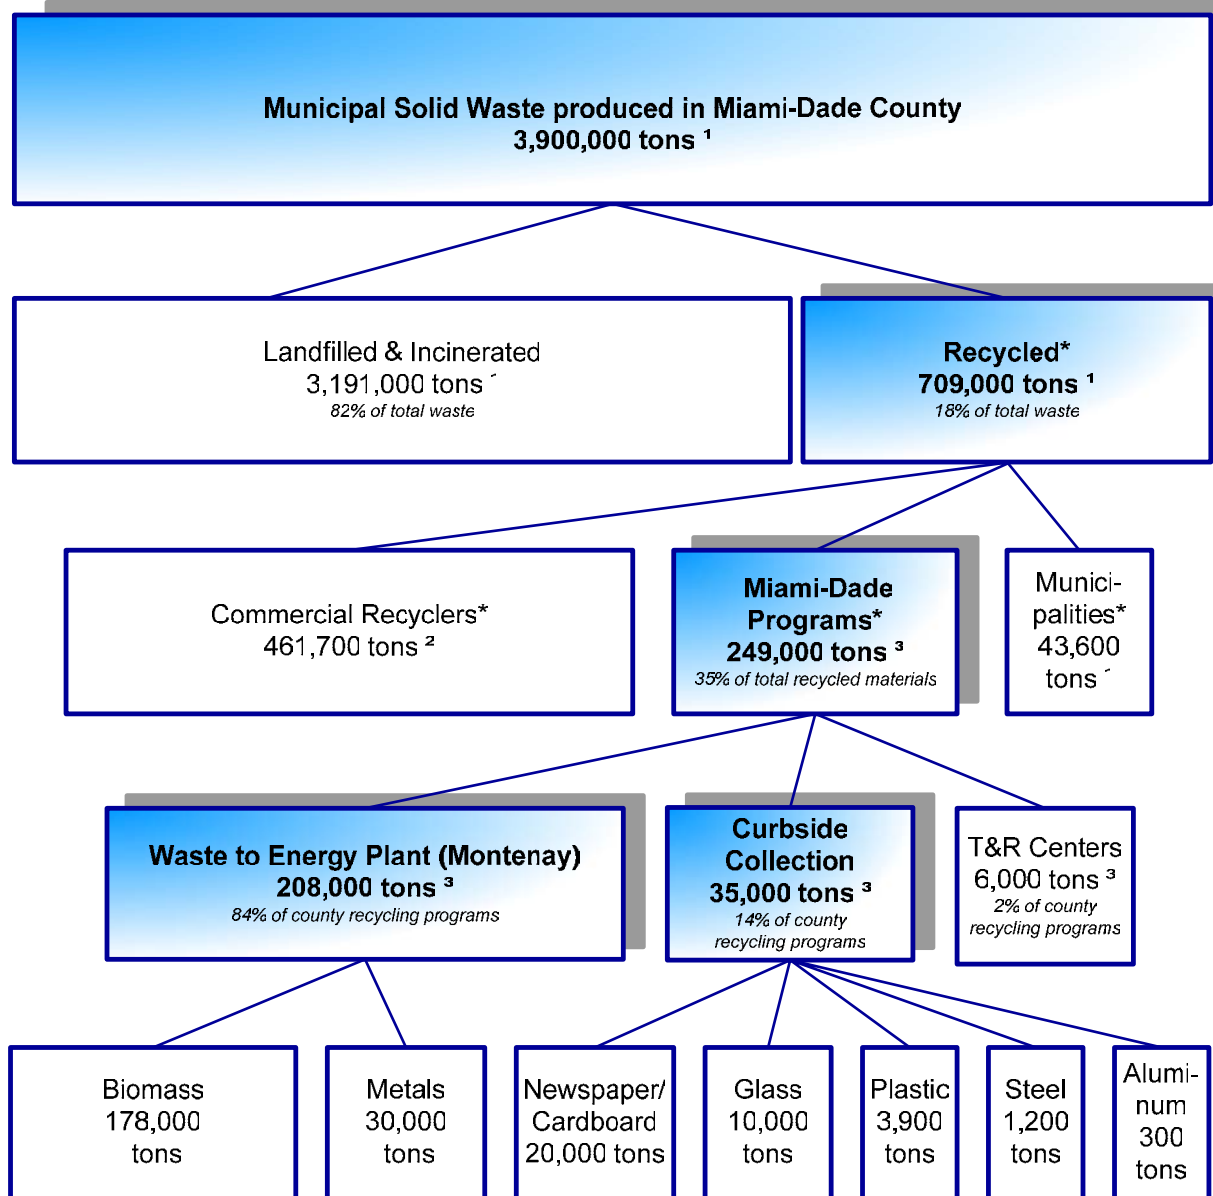 Municipal Solid Waste produced in Miami-Dade County
3,900,000 tons ¹
Landfilled & Incinerated
3,191,000 tons
82% of total waste
Recycled*
709,000 tons ¹
18% of total waste
Commercial Recyclers*
461,700 tons ²
Miami-Dade
Programs*
249,000 tons ³
35% of total recycled materials
Munici-
palities*
43,600
tons
Waste to Energy Plant (Montenay)
208,000 tons ³
84% of county recycling programs
Curbside
Collection
35,000 tons ³
14% of county
recycling programs
T&R Centers
6,000 tons ³
2% of county
recycling programs
Biomass
178,000
tons
Metals
30,000
tons
Newspaper/
Cardboard
20,000 tons
Glass
10,000
tons
Plastic
3,900
tons
Steel
1,200
tons
Alumi-
num
300
tons